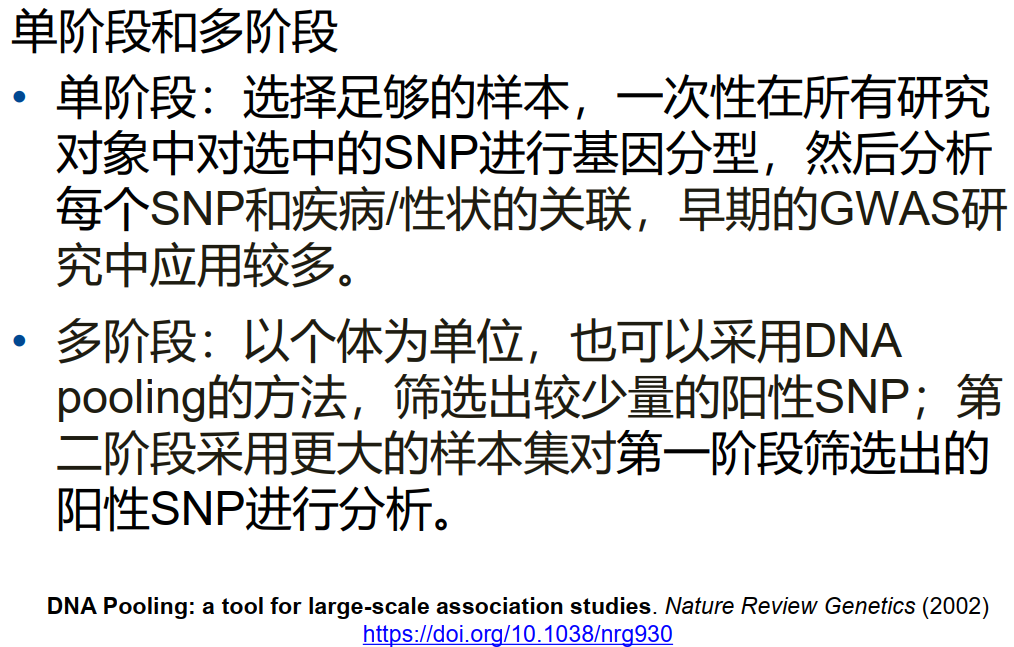 单阶段和多阶段
• 单阶段：选择足够的样本，一次性在所有研究
对象中对选中的SNP进行基因分型，然后分析
每个SNP和疾病/性状的关联，早期的GWAS研
究中应用较多。
• 多阶段：以个体为单位，也可以采用DNA
pooling的方法，筛选出较少量的阳性SNP；第
二阶段采用更大的样本集对第一阶段筛选出的
阳性SNP进行分析。
DNA Pooling: a tool for large-scale association studies. Nature Review Genetics (2002)
https://doi.org/10.1038/nrg930